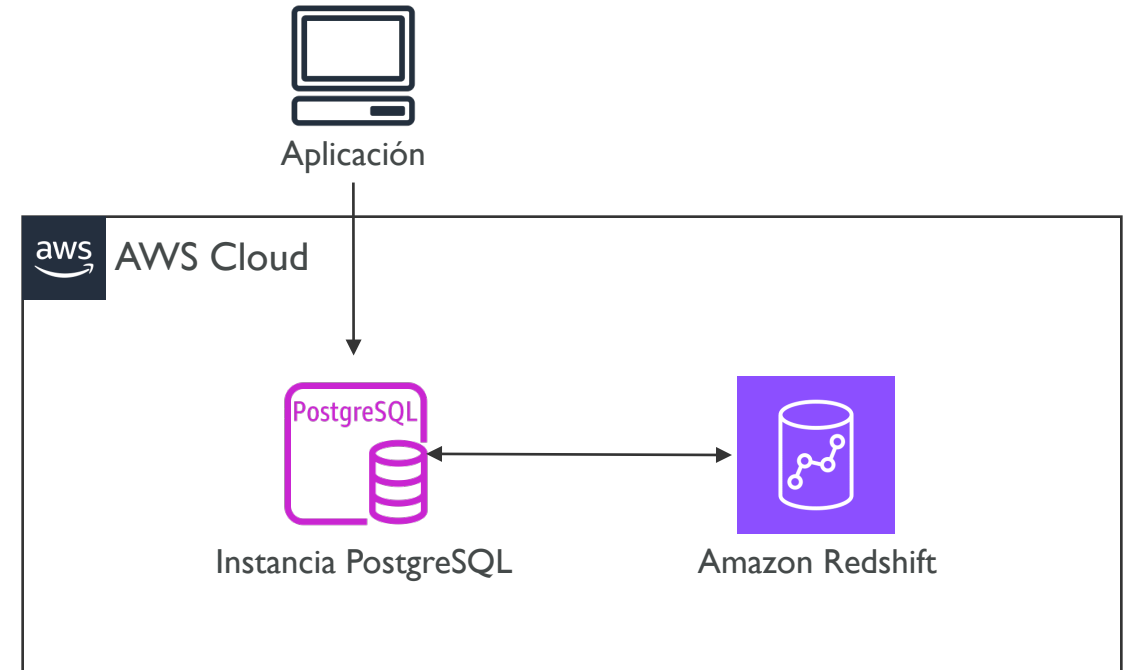 Aplicación
aws
AWS Cloud
PostgreSQL
Instancia PostgreSQL
Amazon Redshift